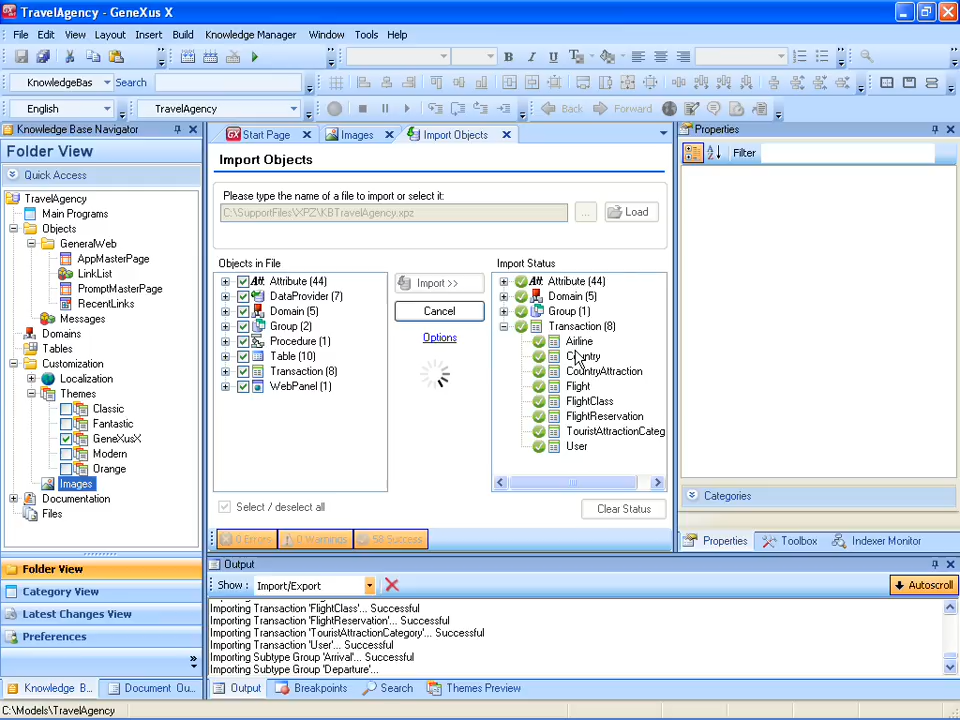 TravelAgency - GeneXus X
File Edit View Layout Insert Build Knowledge Manager Window Tools Help
KnowledgeBas Search
English TravelAgency Back Forward
Knowledge Base Navigator
Folder View
Quick Access
TravelAgency
Main Programs
Objects
GeneralWeb
AppMasterPage
LinkList
PromptMasterPage
RecentLinks
Messages
Domains
Tables
Customization
Localization
Themes
Classic
Fantastic
GeneXusX
Modern
Orange
Images
Documentation
Files
Folder View
Category View
Latest Changes View
Preferences
Knowledge B... Document Ou...
Start Page Images Import Objects
Import Objects
Please type the name of a file to import or select it:
C:\SupportFiles\XPZ\KBTravelAgency.xpz ... Load
Objects in File
Attribute (44)
DataProvider (7)
Domain (5)
Group (2)
Procedure (1)
Table (10)
Transaction (8)
WebPanel (1)
Import >>
Cancel
Options
Import Status
Attribute (44)
Domain (5)
Group (1)
Transaction (8)
Airline
Country
CountryAttraction
Flight
FlightClass
FlightReservation
TouristAttractionCateg
User
Select / deselect all
Clear Status
0 Errors 0 Warnings 58 Success
Properties
Filter
Categories
Properties Toolbox Indexer Monitor
Output
Show : Import/Export Autoscroll
Importing Transaction 'FlightClass'... Successful
Importing Transaction 'FlightReservation'... Successful
Importing Transaction 'TouristAttractionCategory'... Successful
Importing Transaction 'User'... Successful
Importing Subtype Group 'Arrival'... Successful
Importing Subtype Group 'Departure'...
Output Breakpoints Search Themes Preview
C:\Models\TravelAgency